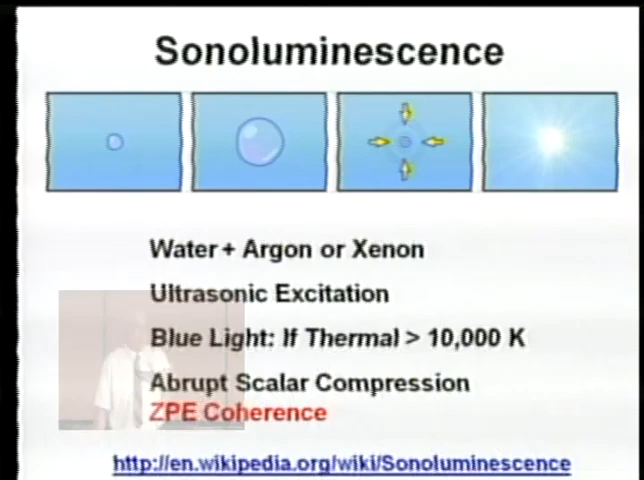 Sonoluminescence
Water + Argon or Xenon
Ultrasonic Excitation
Blue Light: If Thermal > 10,000 K
Abrupt Scalar Compression
ZPE Coherence
http://en.wikipedia.org/wiki/Sonoluminescence